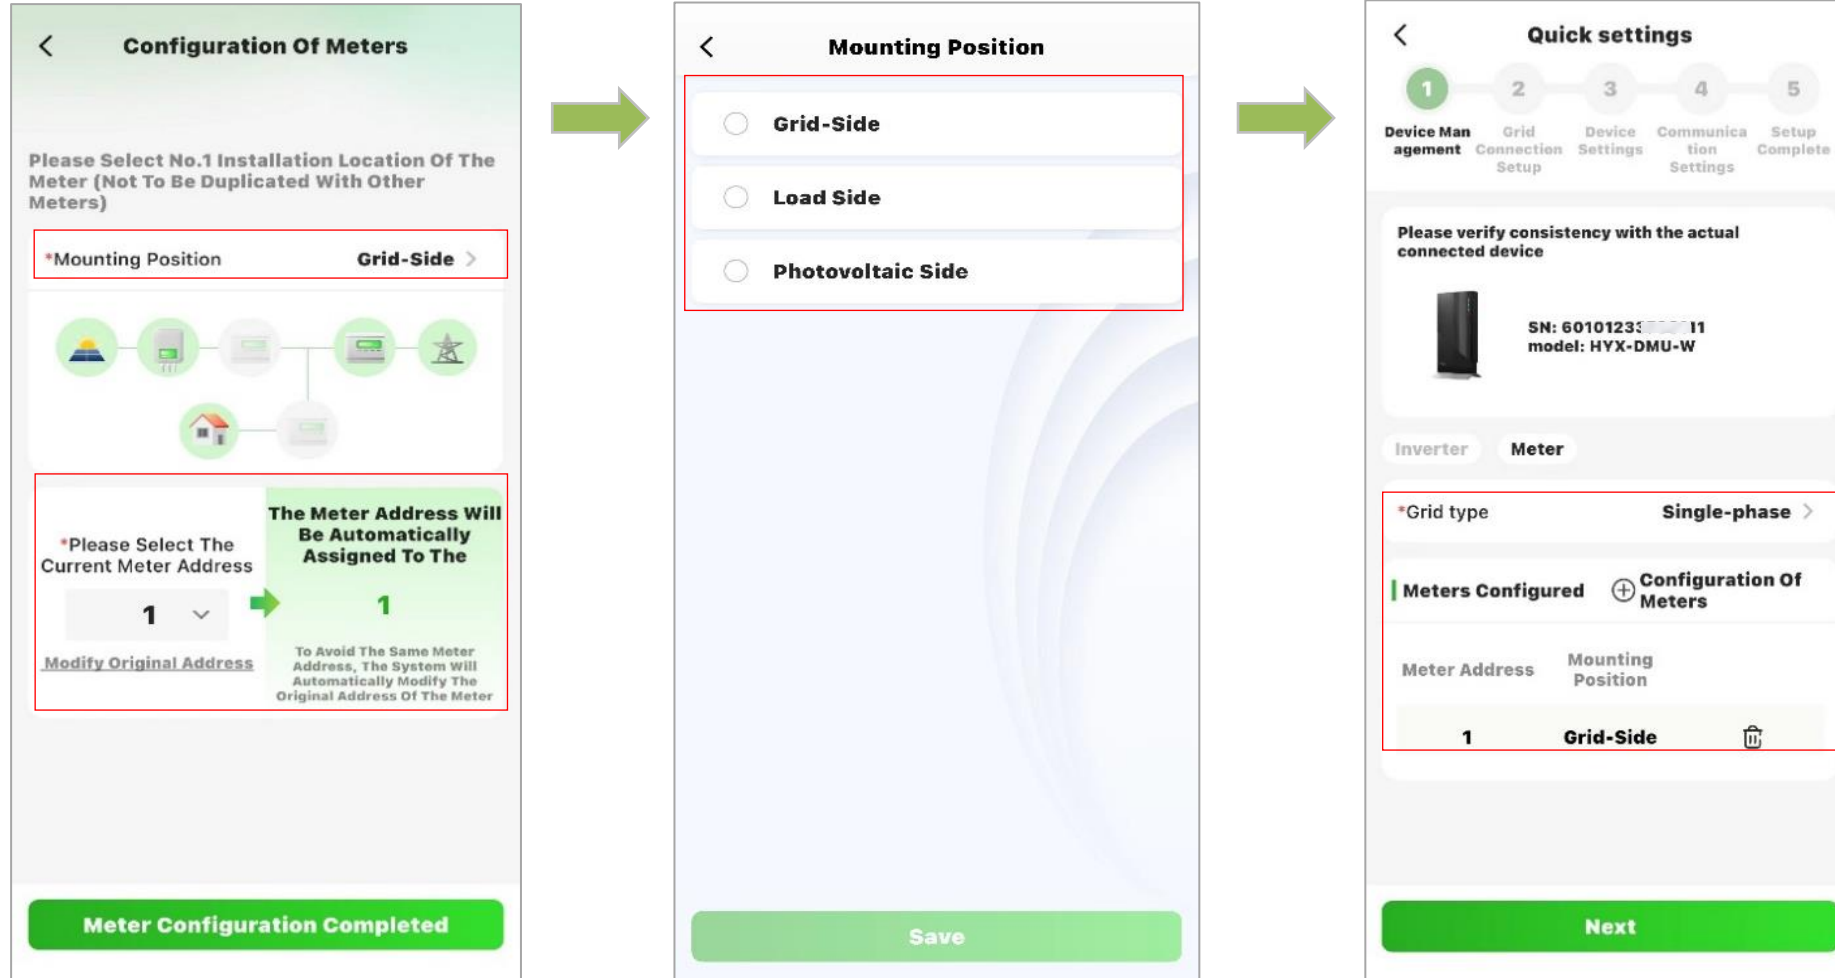 Configuration Of Meters
Please Select No.1 Installation Location Of The
Meter (Not To Be Duplicated With Other
Meters)
*Mounting Position Grid-Side
*Please Select The
Current Meter Address
1
Modify Original Address
The Meter Address Will
Be Automatically
Assigned To The
1
To Avoid The Same Meter
Address, The System Will
Automatically Modify The
Original Address Of The Meter
Meter Configuration Completed
Mounting Position
Grid-Side
Load Side
Photovoltaic Side
Save
Quick settings
1 2 3 4 5
Device Man
agement
Grid
Connection
Setup
Device
Settings
Communica
tion
Settings
Setup
Complete
Please verify consistency with the actual
connected device
SN: 6010123 11
model: HYX-DMU-W
Inverter Meter
*Grid type Single-phase
Meters Configured
Configuration Of
Meters
Meter Address
Mounting
Position
1 Grid-Side
Next